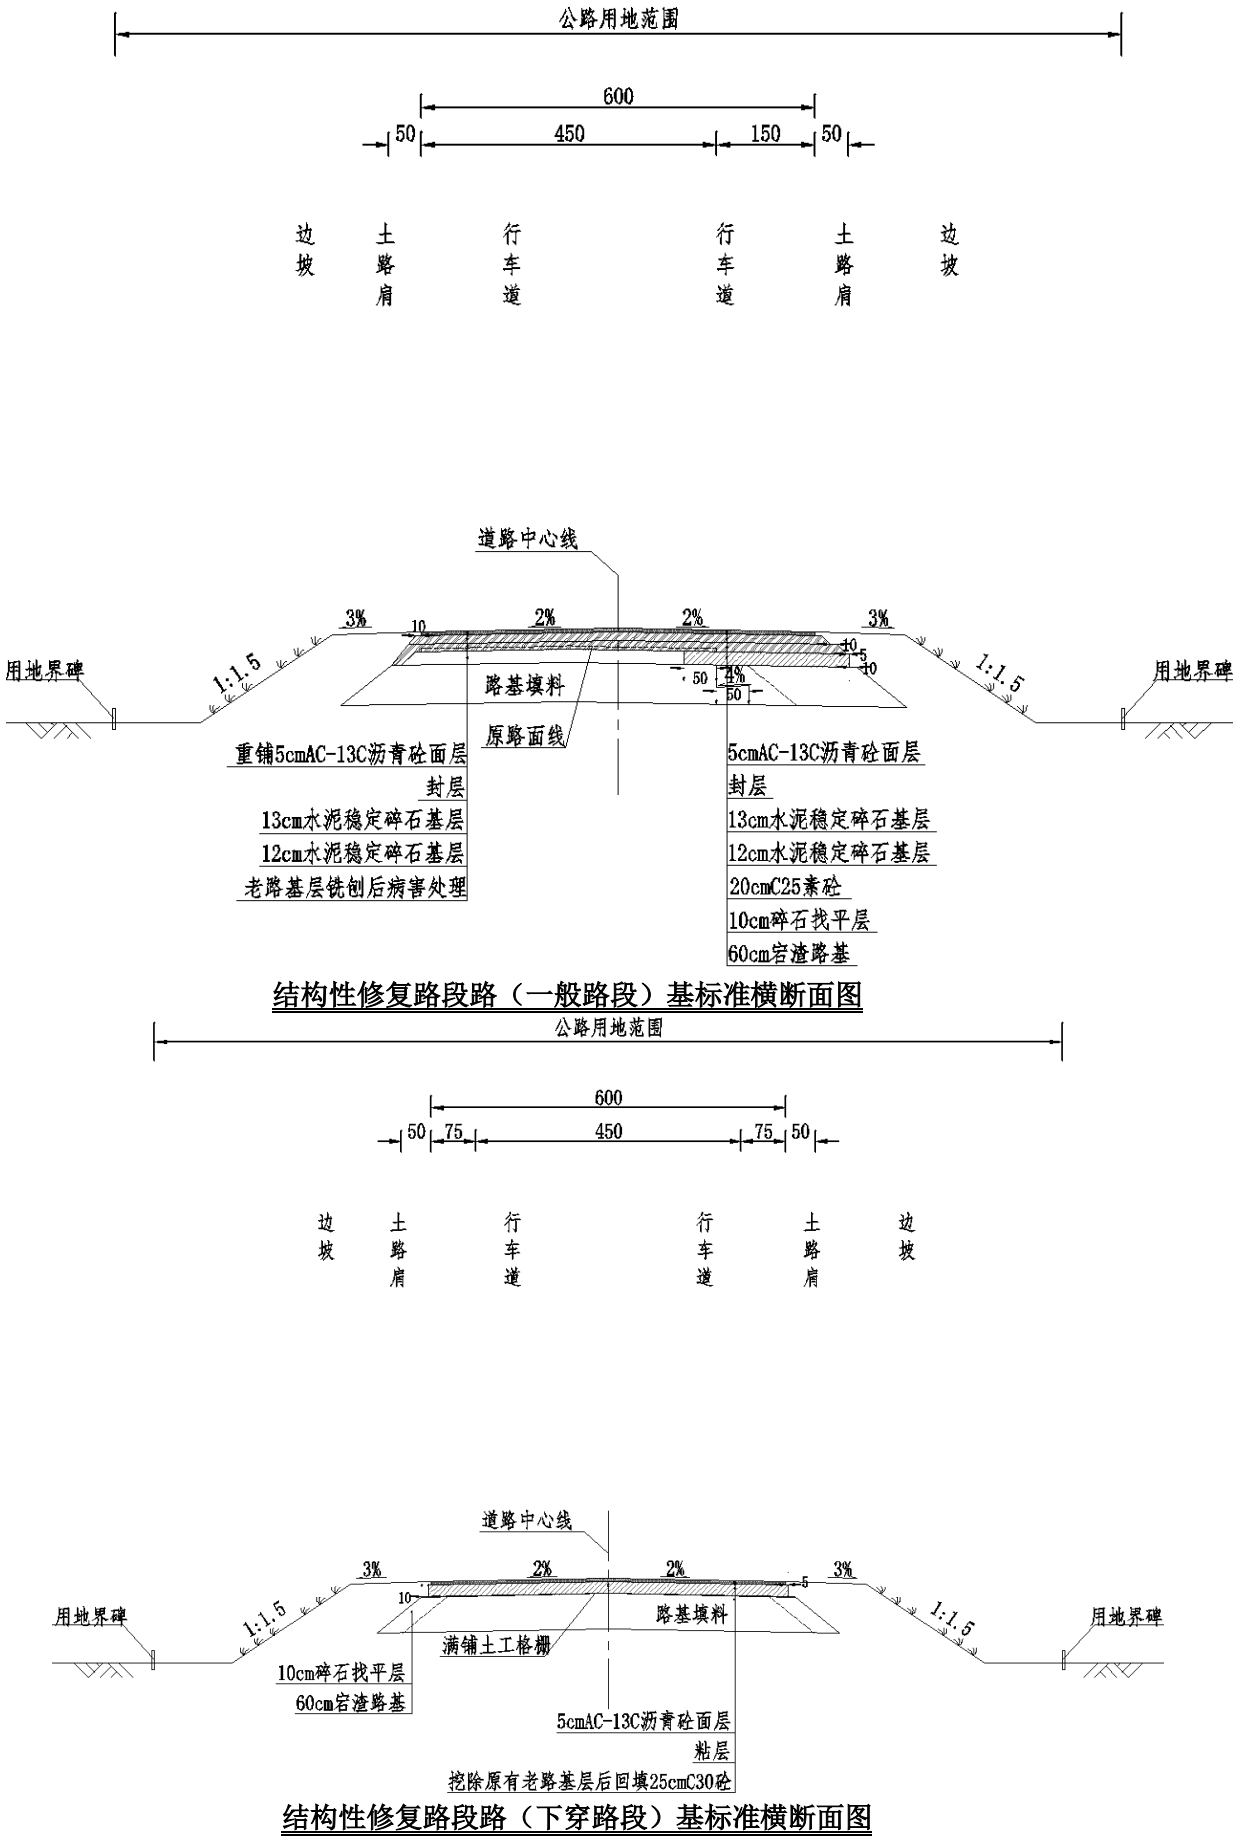 公路用地范围
600
50 450 150 50
边坡 土路肩 行车道 行车道 土路肩 边坡
道路中心线
3% 10 2% 2% 3%
10
5
10
用地界碑 1:1.5 路基填料 50 4% 1:1.5 用地界碑
50
原路面线
重铺5cmAC-13C沥青砼面层 5cmAC-13C沥青砼面层
封层 封层
13cm水泥稳定碎石基层 13cm水泥稳定碎石基层
12cm水泥稳定碎石基层 12cm水泥稳定碎石基层
老路基层铣刨后病害处理 20cmC25素砼
10cm碎石找平层
60cm宕渣路基
结构性修复路段路（一般路段）基标准横断面图
公路用地范围
600
50 75 450 75 50
边坡 土路肩 行车道 行车道 土路肩 边坡
道路中心线
3% 2% 2% 3%
10 5
用地界碑 1:1.5 路基填料 1:1.5 用地界碑
满铺土工格栅
10cm碎石找平层
60cm宕渣路基
5cmAC-13C沥青砼面层
粘层
挖除原有老路基层后回填25cmC30砼
结构性修复路段路（下穿路段）基标准横断面图